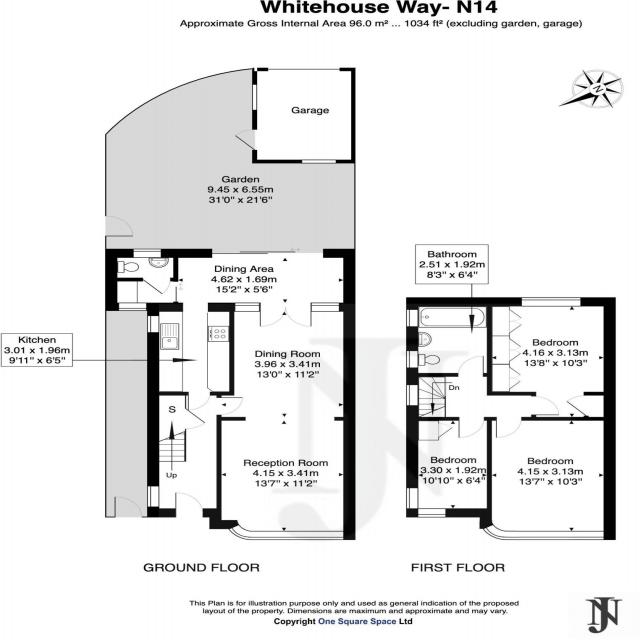 Whitehouse Way- N14
Approximate Gross Internal Area 96.0 m² ... 1034 ft² (excluding garden, garage)
Garage
N
Garden
9.45 x 6.55m
31'0" x 21'6"
Dining Area
4.62 x 1.69m
15'2" x 5'6"
Kitchen
3.01 x 1.96m
9'11" x 6'5"
Dining Room
3.96 x 3.41m
13'0" x 11'2"
S
Up
Reception Room
4.15 x 3.41m
13'7" x 11'2"
GROUND FLOOR
Bathroom
2.51 x 1.92m
8'3" x 6'4"
Bedroom
4.16 x 3.13m
13'8" x 10'3"
Dn
Bedroom
3.30 x 1.92m
10'10" x 6'4"
Bedroom
4.15 x 3.13m
13'7" x 10'3"
FIRST FLOOR
This Plan is for illustration purpose only and used as general indication of the proposed
layout of the property. Dimensions are maximum and approximate and may vary.
Copyright One Square Space Ltd
JN